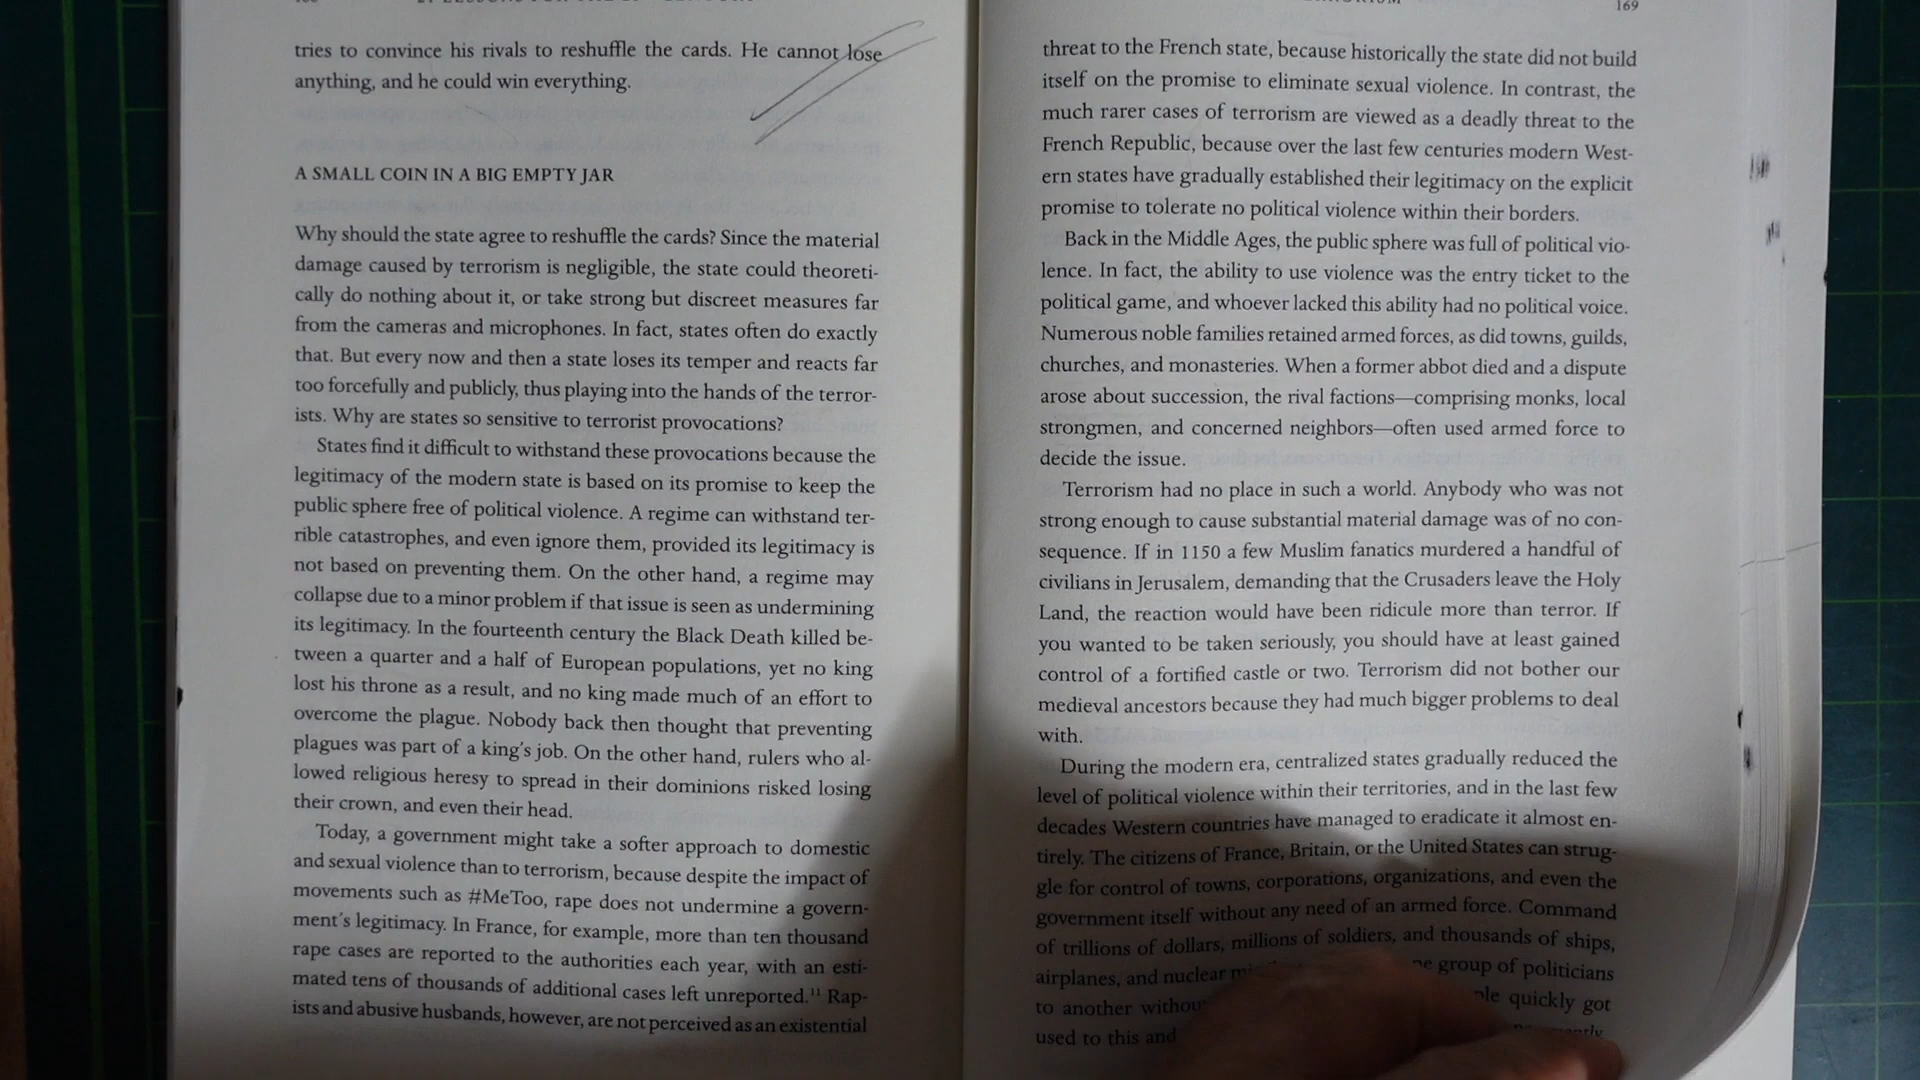 169
tries to convince his rivals to reshuffle the cards. He cannot lose
anything, and he could win everything.
A SMALL COIN IN A BIG EMPTY JAR
Why should the state agree to reshuffle the cards? Since the material
damage caused by terrorism is negligible, the state could theoreti-
cally do nothing about it, or take strong but discreet measures far
from the cameras and microphones. In fact, states often do exactly
that. But every now and then a state loses its temper and reacts far
too forcefully and publicly, thus playing into the hands of the terror-
ists. Why are states so sensitive to terrorist provocations?
States find it difficult to withstand these provocations because the
legitimacy of the modern state is based on its promise to keep the
public sphere free of political violence. A regime can withstand ter-
rible catastrophes, and even ignore them, provided its legitimacy is
not based on preventing them. On the other hand, a regime may
collapse due to a minor problem if that issue is seen as undermining
its legitimacy. In the fourteenth century the Black Death killed be-
tween a quarter and a half of European populations, yet no king
lost his throne as a result, and no king made much of an effort to
overcome the plague. Nobody back then thought that preventing
plagues was part of a king's job. On the other hand, rulers who al-
lowed religious heresy to spread in their dominions risked losing
their crown, and even their head.
Today, a government might take a softer approach to domestic
and sexual violence than to terrorism, because despite the impact of
movements such as #MeToo, rape does not undermine a govern-
ment's legitimacy. In France, for example, more than ten thousand
rape cases are reported to the authorities each year, with an esti-
mated tens of thousands of additional cases left unreported.¹¹ Rap-
ists and abusive husbands, however, are not perceived as an existential
threat to the French state, because historically the state did not build
itself on the promise to eliminate sexual violence. In contrast, the
much rarer cases of terrorism are viewed as a deadly threat to the
French Republic, because over the last few centuries modern West-
ern states have gradually established their legitimacy on the explicit
promise to tolerate no political violence within their borders.
Back in the Middle Ages, the public sphere was full of political vio-
lence. In fact, the ability to use violence was the entry ticket to the
political game, and whoever lacked this ability had no political voice.
Numerous noble families retained armed forces, as did towns, guilds,
churches, and monasteries. When a former abbot died and a dispute
arose about succession, the rival factions—comprising monks, local
strongmen, and concerned neighbors—often used armed force to
decide the issue.
Terrorism had no place in such a world. Anybody who was not
strong enough to cause substantial material damage was of no con-
sequence. If in 1150 a few Muslim fanatics murdered a handful of
civilians in Jerusalem, demanding that the Crusaders leave the Holy
Land, the reaction would have been ridicule more than terror. If
you wanted to be taken seriously, you should have at least gained
control of a fortified castle or two. Terrorism did not bother our
medieval ancestors because they had much bigger problems to deal
with.
During the modern era, centralized states gradually reduced the
level of political violence within their territories, and in the last few
decades Western countries have managed to eradicate it almost en-
tirely. The citizens of France, Britain, or the United States can strug-
gle for control of towns, corporations, organizations, and even the
government itself without any need of an armed force. Command
of trillions of dollars, millions of soldiers, and thousands of ships,
airplanes, and nuclear group of politicians
to another quickly got
used to this and